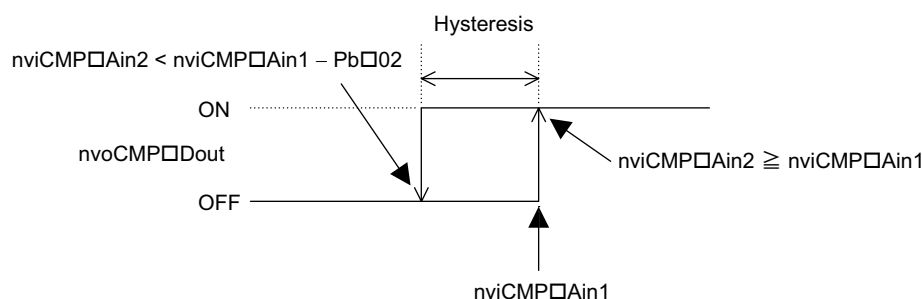 Hysteresis
nviCMP□Ain2 < nviCMP□Ain1 – Pb□02
ON
nvoCMP□Dout
nviCMP□Ain2 ≧ nviCMP□Ain1
OFF
nviCMP□Ain1